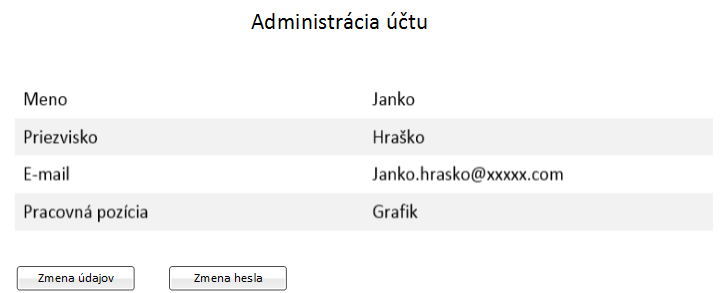 Administrácia účtu
Meno Janko
Priezvisko Hraško
E-mail Janko.hrasko@xxxxx.com
Pracovná pozícia Grafik
Zmena údajov Zmena hesla